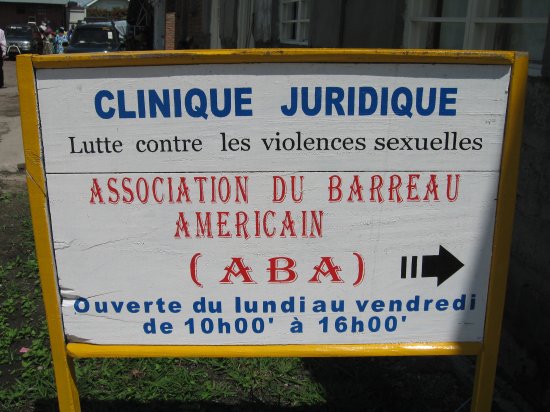 CLINIQUE JURIDIQUE
Lutte contre les violences sexuelles
ASSOCIATION DU BARREAU
AMERICAIN
(ABA)
Ouverte du lundi au vendredi
de 10h00' à 16h00'